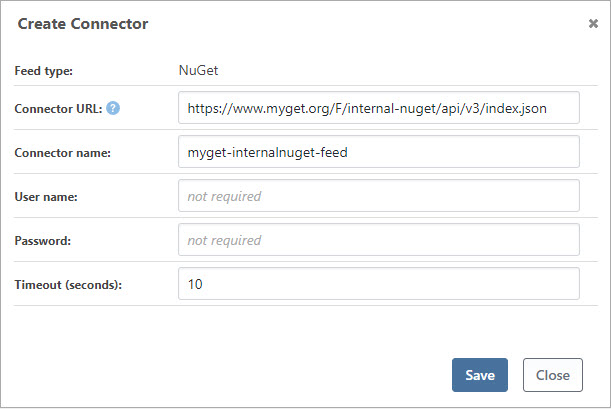 Create Connector
Feed type: NuGet
Connector URL: ? https://www.myget.org/F/internal-nuget/api/v3/index.json
Connector name: myget-internalnuget-feed
User name: not required
Password: not required
Timeout (seconds): 10
Save Close